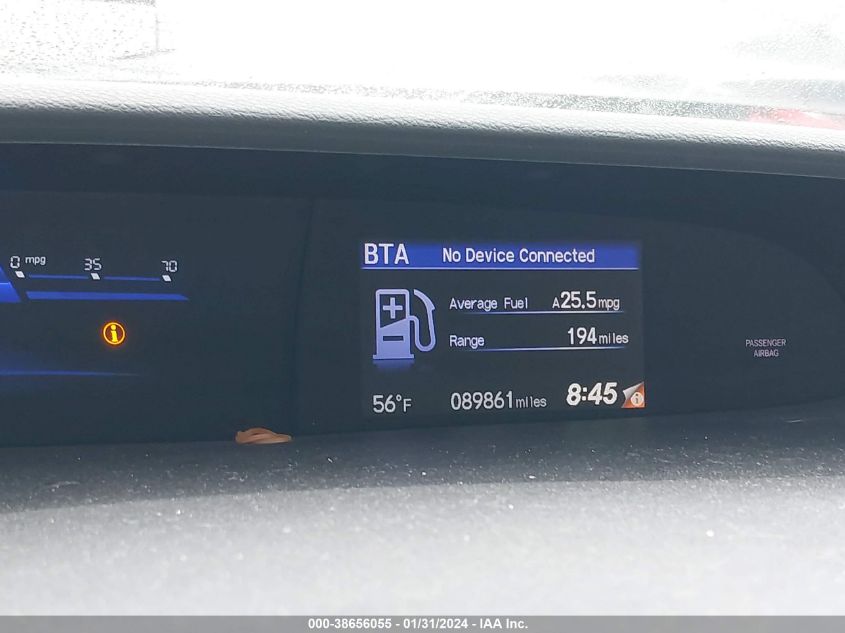 0 mpg 35 70
BTA No Device Connected
Average Fuel A25.5mpg
Range 194miles
56°F 089861miles 8:45
PASSENGER
AIRBAG
000-38656055 - 01/31/2024 - IAA Inc.